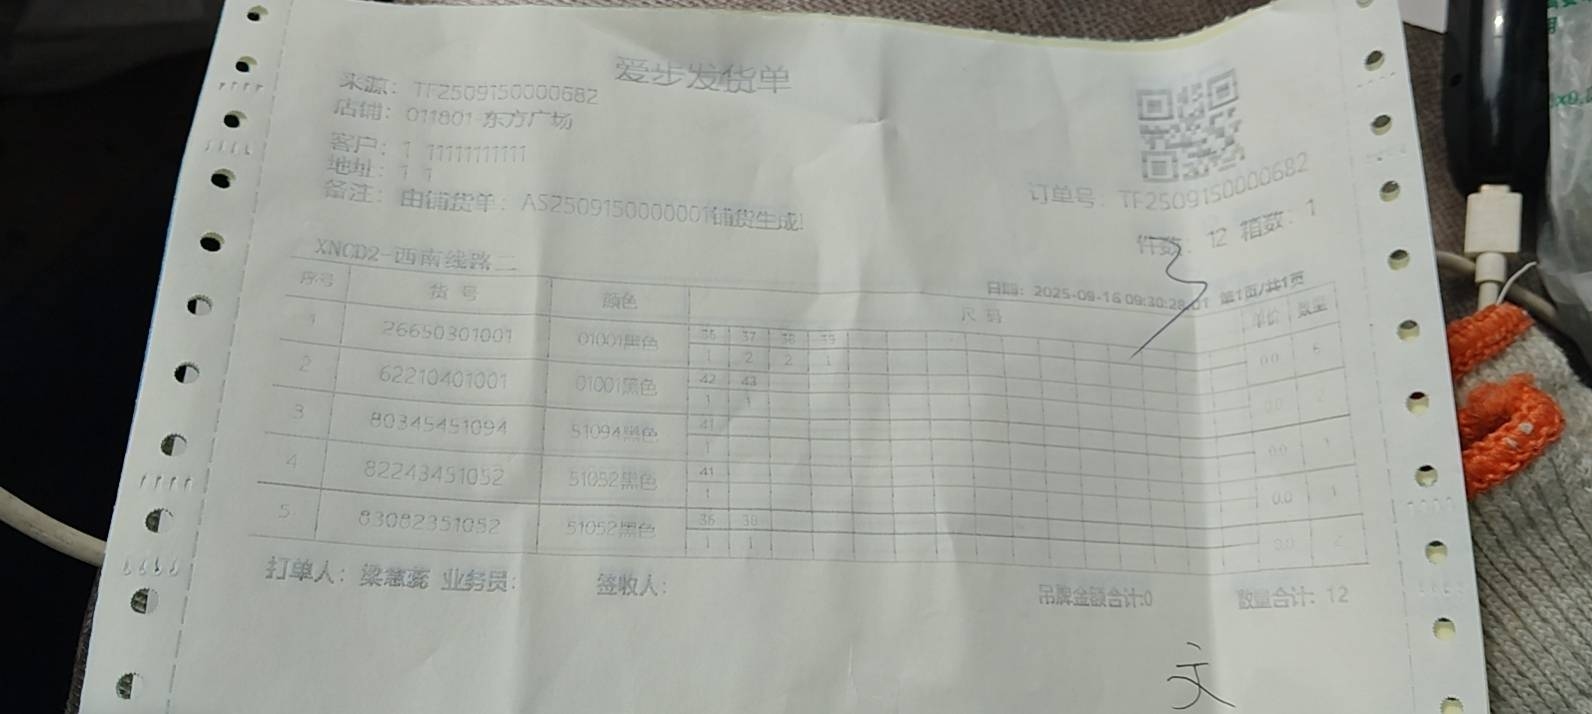 爱步发货单
来源：TF2509150000682
店铺：011801 东方广场
客户：1 11111111111
地址：1 1
备注：由铺货单：AS2509150000001铺货生成!
订单号：TF2509150000682
件数：12 箱数：1
XNCD2-西南线路二
日期：2025-09-16 09:30:28 01 第1页/共1页
序号 货号 颜色 尺码 单价 数量
1 26650301001 01001黑色 36 37 38 39 0.0 6
1 2 2 1
2 62210401001 01001黑色 42 43 0.0 2
1 1
3 80345451094 51094黑色 41 0.0 1
1
4 82243451052 51052黑色 41 0.0 1
1
5 83082351052 51052黑色 36 38 0.0 2
1 1
打单人：梁慧蕊 业务员： 签收人： 吊牌金额合计:0 数量合计：12
文